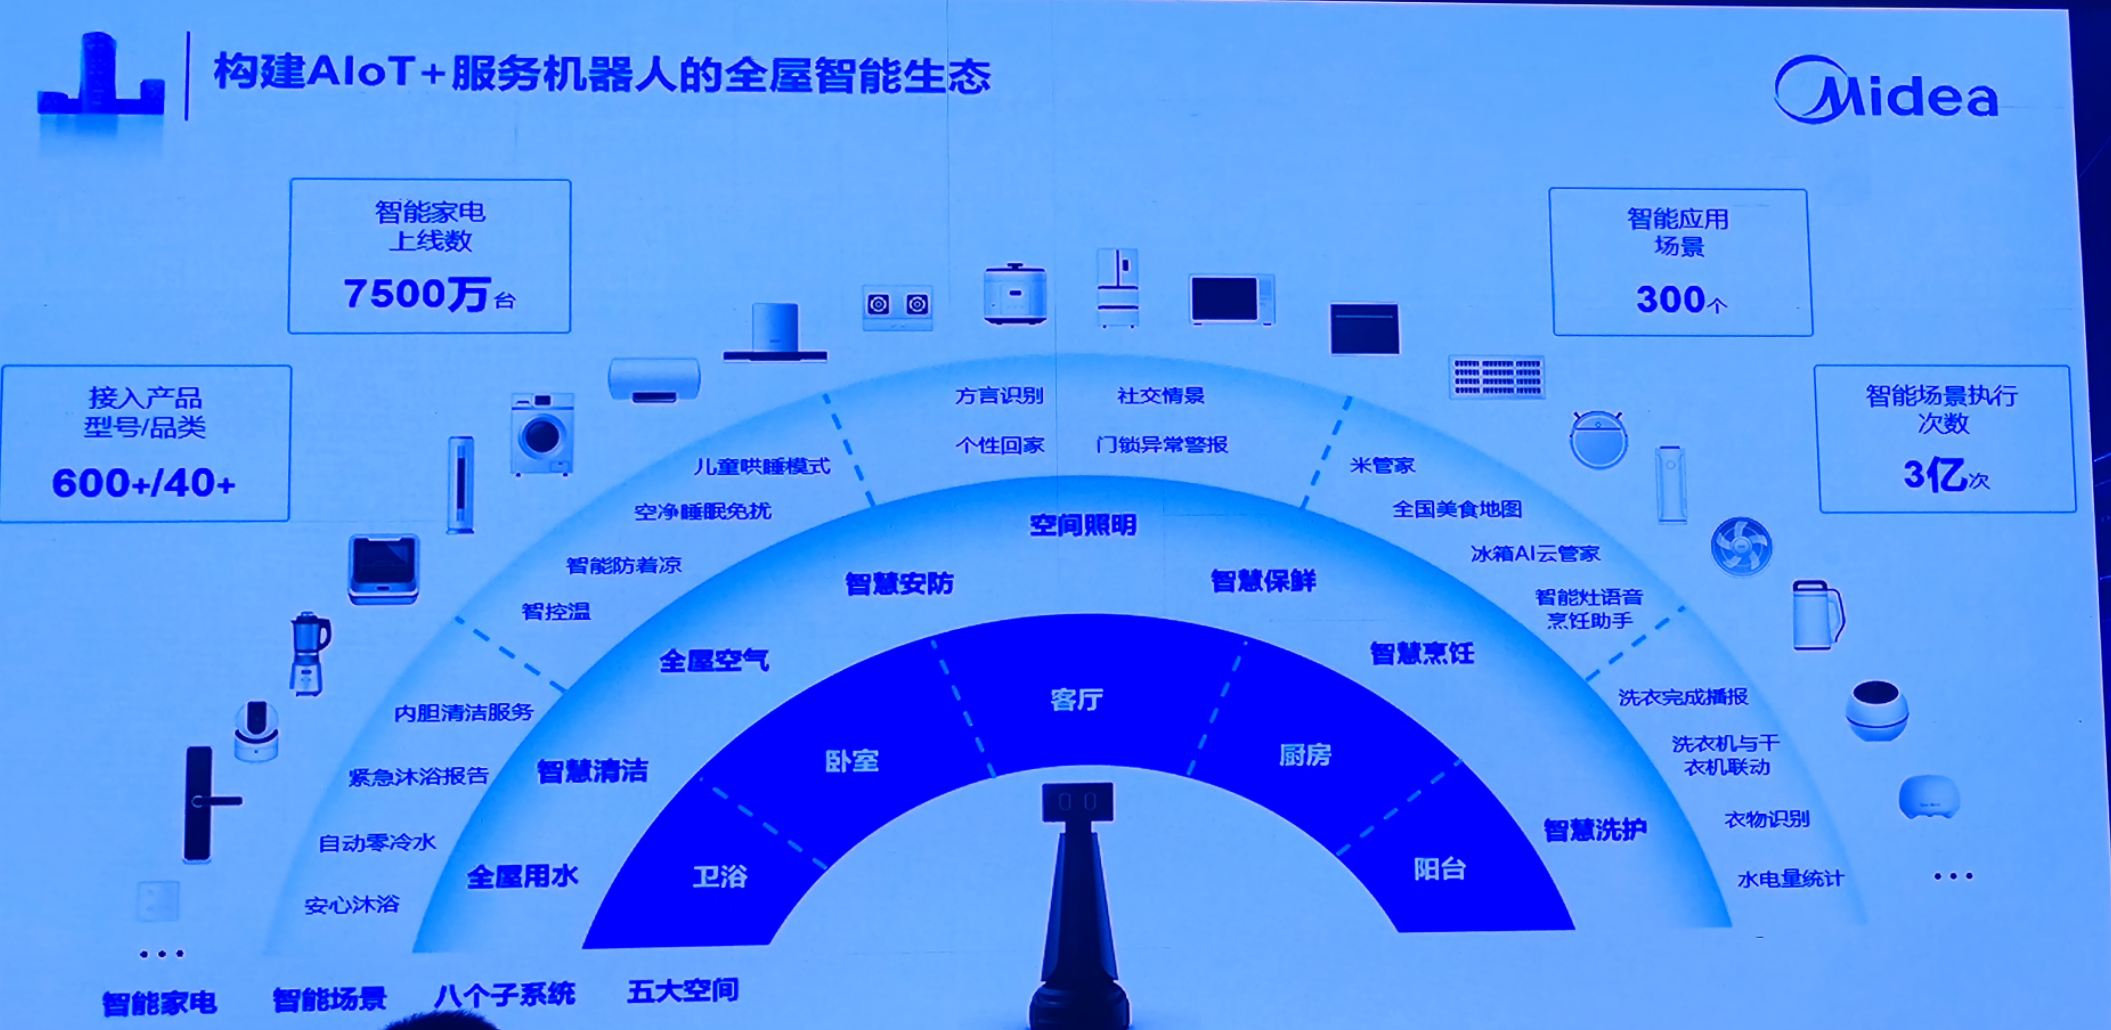 构建AIoT+服务机器人的全屋智能生态
Midea
智能家电
上线数
7500万台
智能应用
场景
300个
接入产品
型号/品类
600+/40+
智能场景执行
次数
3亿次
方言识别
社交情景
个性回家
门锁异常警报
儿童哄睡模式
空净睡眠免扰
智能防着凉
智控温
米管家
全国美食地图
冰箱AI云管家
智能灶语音
烹饪助手
内胆清洁服务
紧急沐浴报告
自动零冷水
安心沐浴
洗衣完成播报
洗衣机与干
衣机联动
衣物识别
水电量统计
空间照明
智慧安防
智慧保鲜
全屋空气
智慧烹饪
智慧清洁
智慧洗护
全屋用水
客厅
卧室
厨房
卫浴
阳台
•••
•••
智能家电
智能场景
八个子系统
五大空间